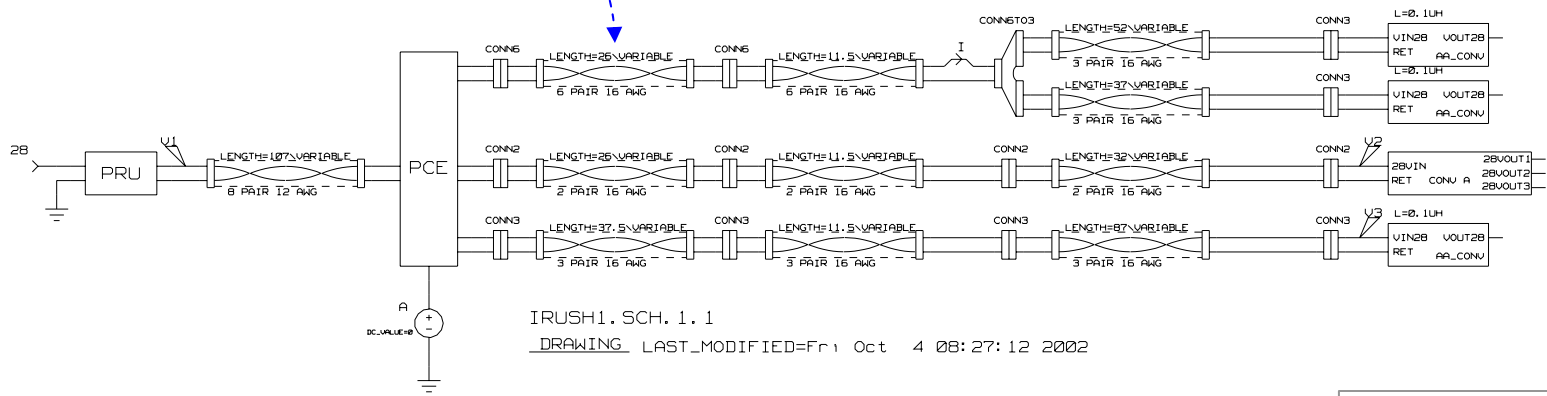 L=0.1UH
CONN6 CONN6 CONN6TO3 CONN3
I
LENGTH=26\VARIABLE LENGTH=11.5\VARIABLE LENGTH=52\VARIABLE VIN28 VOUT28
6 PAIR 16 AWG 6 PAIR 16 AWG 3 PAIR 16 AWG RET AA_CONV
L=0.1UH
CONN3
LENGTH=37\VARIABLE VIN28 VOUT28
3 PAIR 16 AWG RET AA_CONV
28 PRU V1 LENGTH=107\VARIABLE PCE
8 PAIR 12 AWG
CONN2 CONN2 CONN2 CONN2 V2
LENGTH=26\VARIABLE LENGTH=11.5\VARIABLE LENGTH=32\VARIABLE 28VIN 28VOUT1
28VOUT2
2 PAIR 16 AWG 2 PAIR 16 AWG 2 PAIR 16 AWG RET CONV A 28VOUT3
CONN3 CONN3 CONN3 CONN3 V3 L=0.1UH
LENGTH=37.5\VARIABLE LENGTH=11.5\VARIABLE LENGTH=87\VARIABLE VIN28 VOUT28
3 PAIR 16 AWG 3 PAIR 16 AWG 3 PAIR 16 AWG RET AA_CONV
A
DC_VALUE=0
IRUSH1.SCH.1.1
DRAWING LAST_MODIFIED=Fri Oct 4 08:27:12 2002